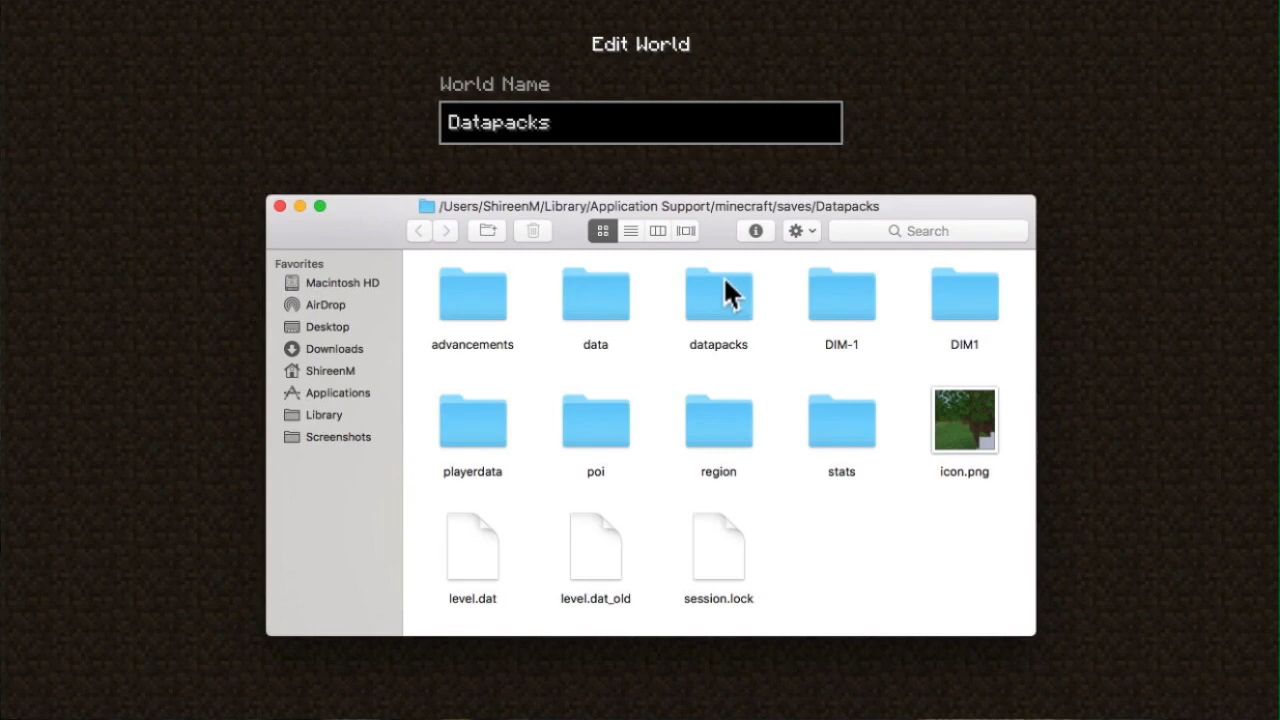 Edit World
World Name
Datapacks
/Users/ShireenM/Library/Application Support/minecraft/saves/Datapacks
Search
Favorites
Macintosh HD
AirDrop
Desktop
Downloads
ShireenM
Applications
Library
Screenshots
advancements
data
datapacks
DIM-1
DIM1
playerdata
poi
region
stats
icon.png
level.dat
level.dat_old
session.lock